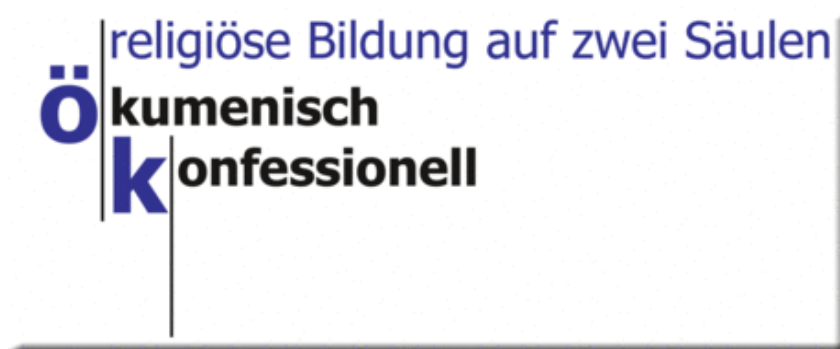 religiöse Bildung auf zwei Säulen
ökumenisch
konfessionell